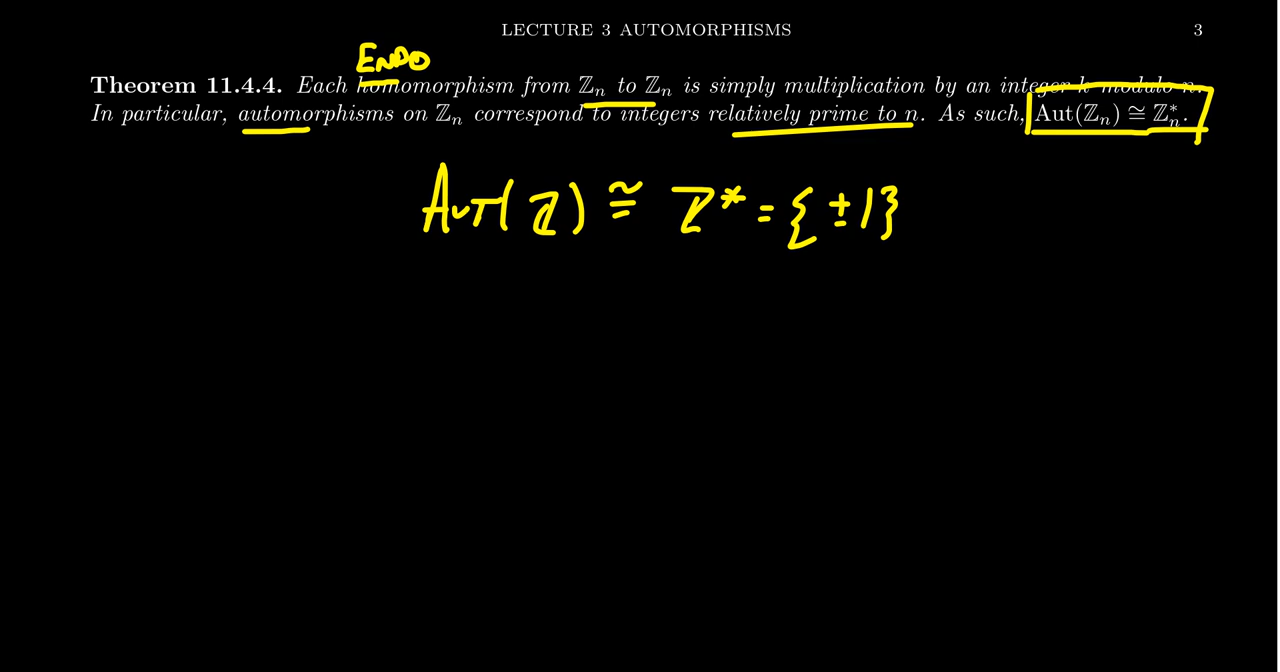 LECTURE 3 AUTOMORPHISMS 3
ENDO
Theorem 11.4.4. Each homomorphism from ℤₙ to ℤₙ is simply multiplication by an integer k modulo n.
In particular, automorphisms on ℤₙ correspond to integers relatively prime to n. As such, Aut(ℤₙ) ≅ ℤₙ*.
AUT(ℤ) ≅ ℤ* = {±1}